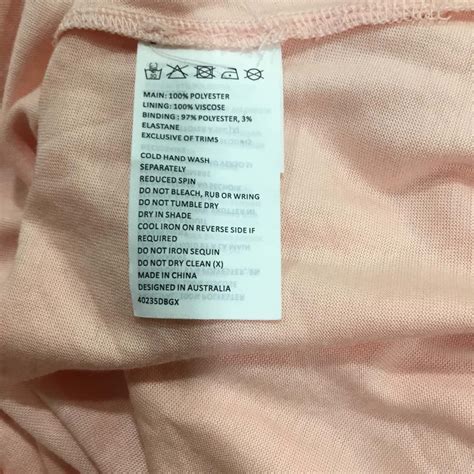 MAIN: 100% POLYESTER
LINING: 100% VISCOSE
BINDING : 97% POLYESTER, 3%
ELASTANE
EXCLUSIVE OF TRIMS
COLD HAND WASH
SEPARATELY
REDUCED SPIN
DO NOT BLEACH, RUB OR WRING
DO NOT TUMBLE DRY
DRY IN SHADE
COOL IRON ON REVERSE SIDE IF
REQUIRED
DO NOT IRON SEQUIN
DO NOT DRY CLEAN (X)
MADE IN CHINA
DESIGNED IN AUSTRALIA
40235DBGX